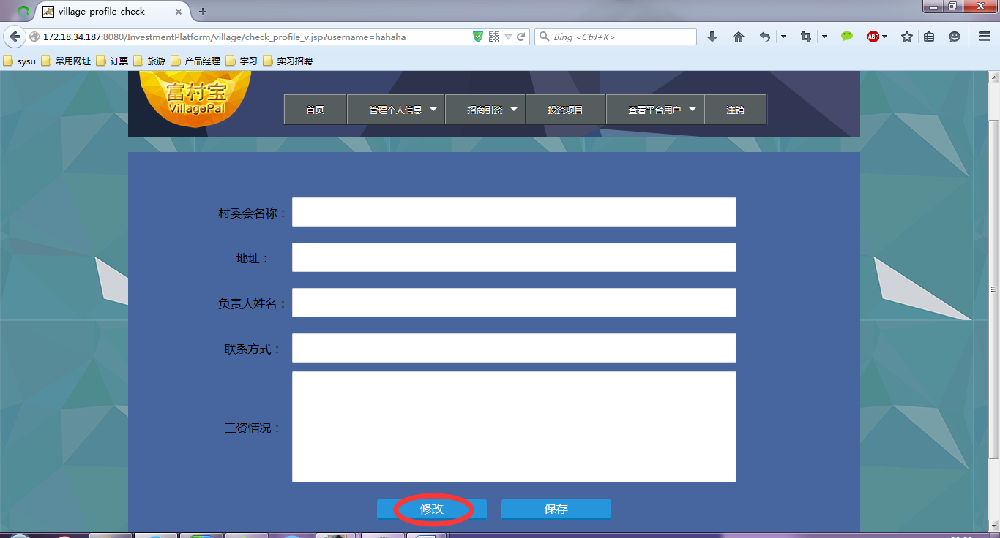 village-profile-check
172.18.34.187:8080/InvestmentPlatform/village/check_profile_v.jsp?username=hahaha
Bing <Ctrl+K>
ABP
sysu 常用网址 订票 旅游 产品经理 学习 实习招聘
富村宝
VillagePal
首页 管理个人信息 招商引资 投资项目 查看平台用户 注销
村委会名称：
地址：
负责人姓名：
联系方式：
三资情况：
修改 保存